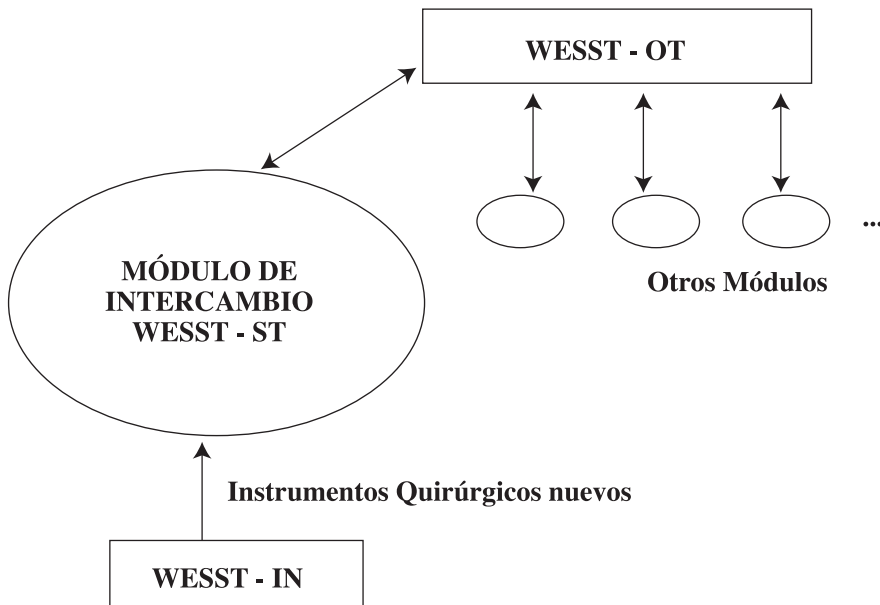 WESST - OT
...
Otros Módulos
MÓDULO DE
INTERCAMBIO
WESST - ST
Instrumentos Quirúrgicos nuevos
WESST - IN